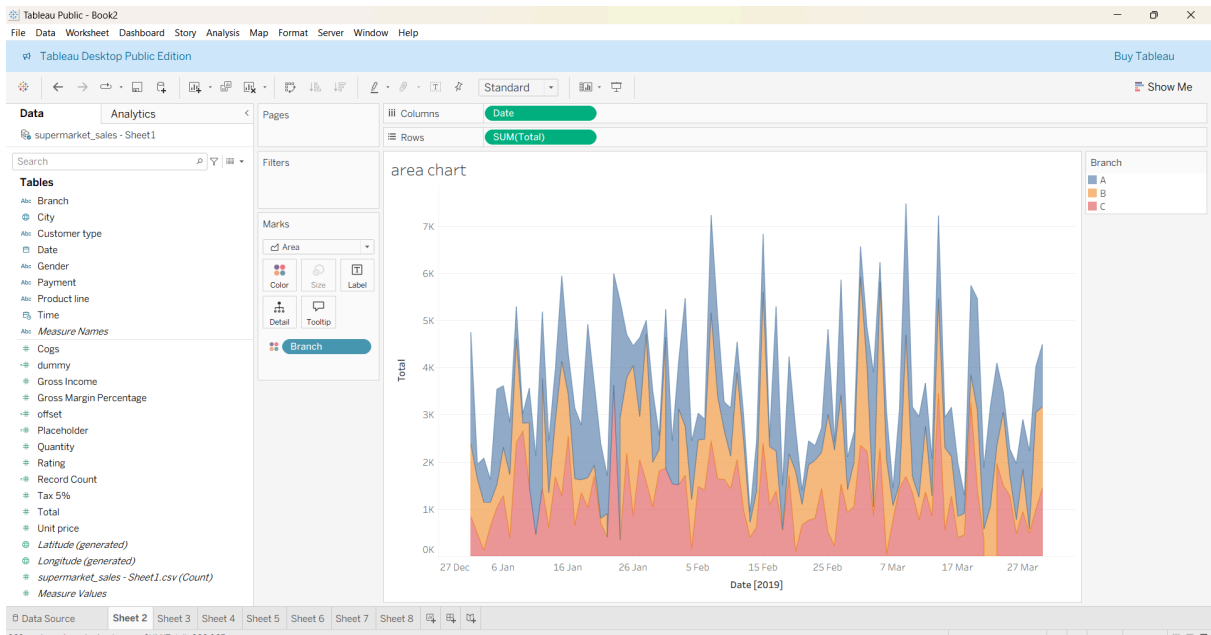 Tableau Public - Book2
File Data Worksheet Dashboard Story Analysis Map Format Server Window Help
Tableau Desktop Public Edition
Buy Tableau
Standard
Show Me
Data
Analytics
supermarket_sales - Sheet1
Search
Tables
Abc Branch
City
Abc Customer type
Date
Abc Gender
Abc Payment
Abc Product line
Time
Abc Measure Names
# Cogs
=# dummy
# Gross Income
# Gross Margin Percentage
=# offset
=# Placeholder
# Quantity
# Rating
=# Record Count
# Tax 5%
# Total
# Unit price
Latitude (generated)
Longitude (generated)
# supermarket_sales - Sheet1.csv (Count)
# Measure Values
Pages
Filters
Marks
Area
Color
Size
Label
Detail
Tooltip
Branch
iii Columns
Date
Rows
SUM(Total)
area chart
7K
6K
5K
4K
3K
2K
1K
0K
Total
27 Dec
6 Jan
16 Jan
26 Jan
5 Feb
15 Feb
25 Feb
7 Mar
17 Mar
27 Mar
Date [2019]
Branch
A
B
C
Data Source
Sheet 2
Sheet 3
Sheet 4
Sheet 5
Sheet 6
Sheet 7
Sheet 8